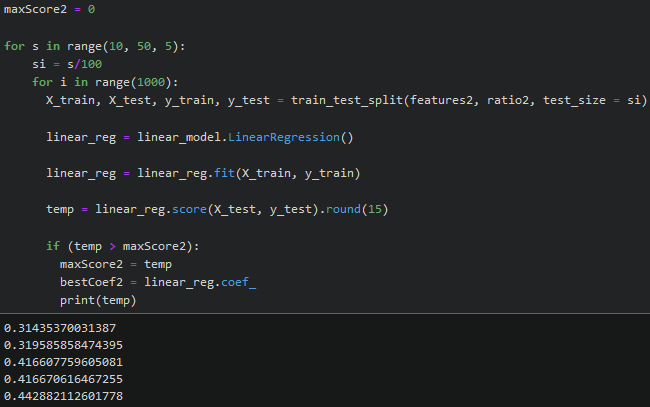 maxScore2 = 0
for s in range(10, 50, 5):
si = s/100
for i in range(1000):
X_train, X_test, y_train, y_test = train_test_split(features2, ratio2, test_size = si)
linear_reg = linear_model.LinearRegression()
linear_reg = linear_reg.fit(X_train, y_train)
temp = linear_reg.score(X_test, y_test).round(15)
if (temp > maxScore2):
maxScore2 = temp
bestCoef2 = linear_reg.coef_
print(temp)
0.31435370031387
0.319585858474395
0.416607759605081
0.416670616467255
0.442882112601778